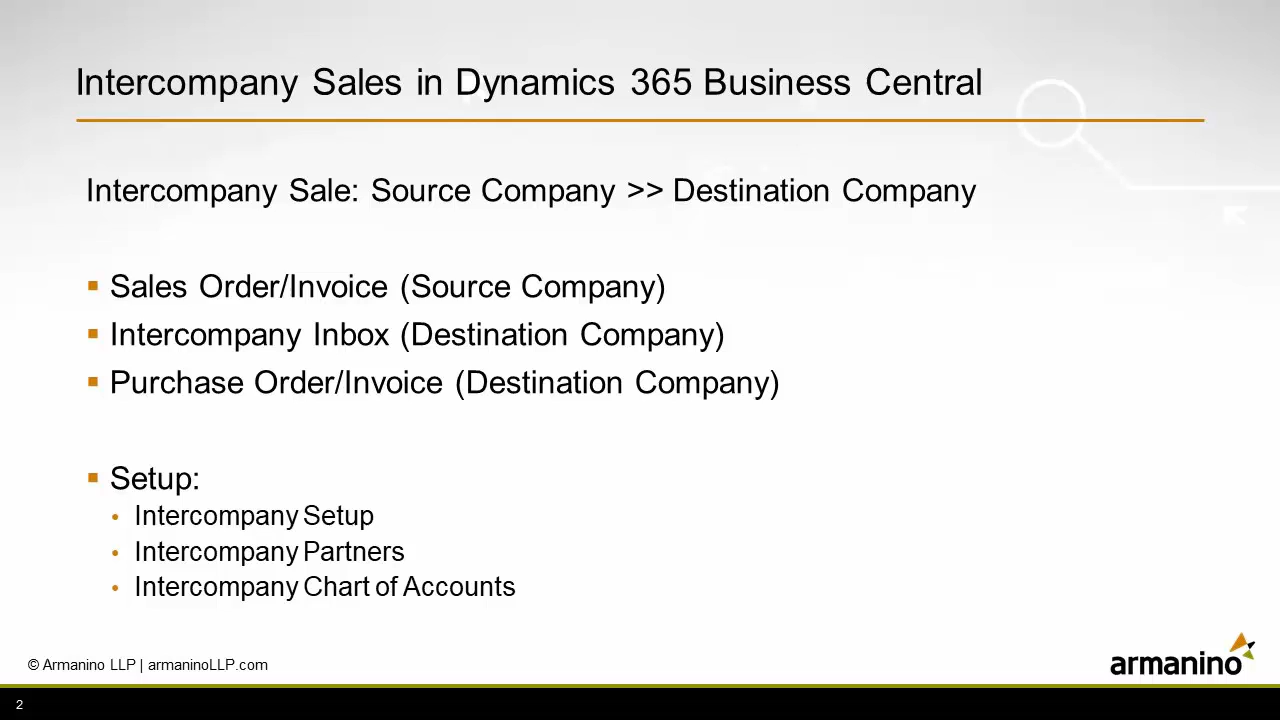 Intercompany Sales in Dynamics 365 Business Central
Intercompany Sale: Source Company >> Destination Company
▪ Sales Order/Invoice (Source Company)
▪ Intercompany Inbox (Destination Company)
▪ Purchase Order/Invoice (Destination Company)
▪ Setup:
• Intercompany Setup
• Intercompany Partners
• Intercompany Chart of Accounts
© Armanino LLP | armaninoLLP.com
armanino
2